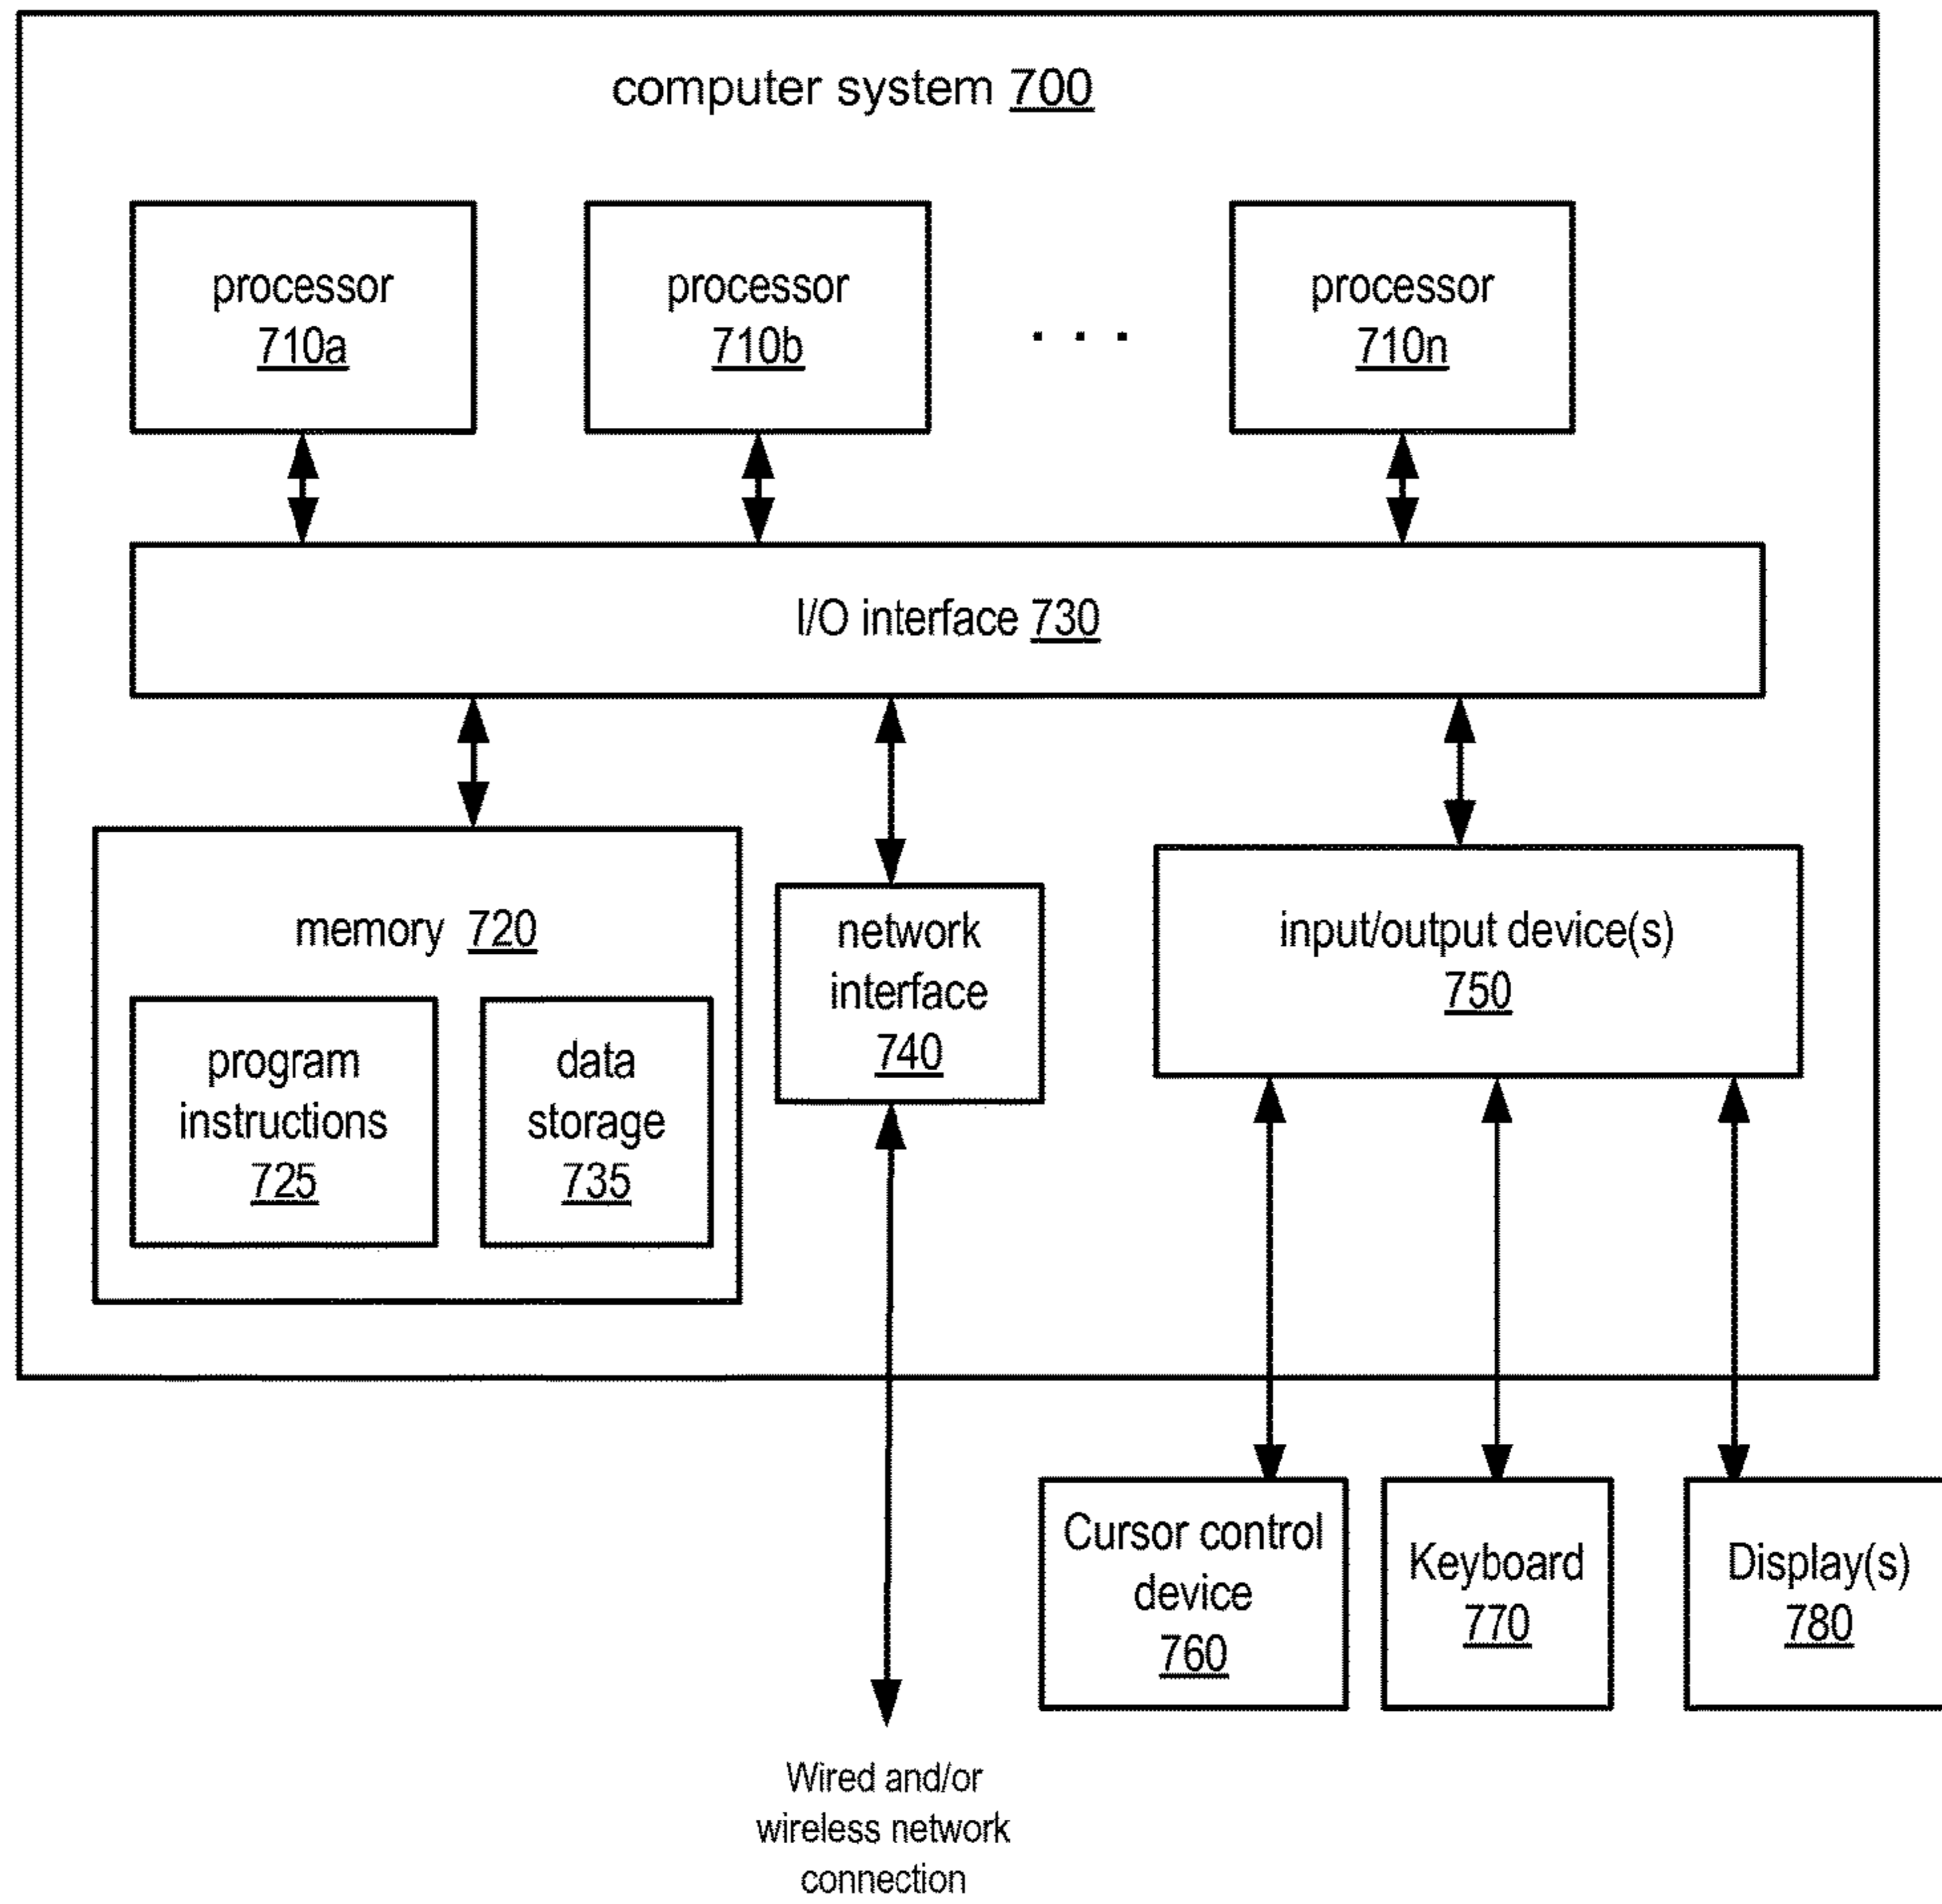 computer system 700
processor
710a
processor
710b
. . .
processor
710n
I/O interface 730
memory 720
program
instructions
725
data
storage
735
network
interface
740
input/output device(s)
750
Cursor control
device
760
Keyboard
770
Display(s)
780
Wired and/or
wireless network
connection